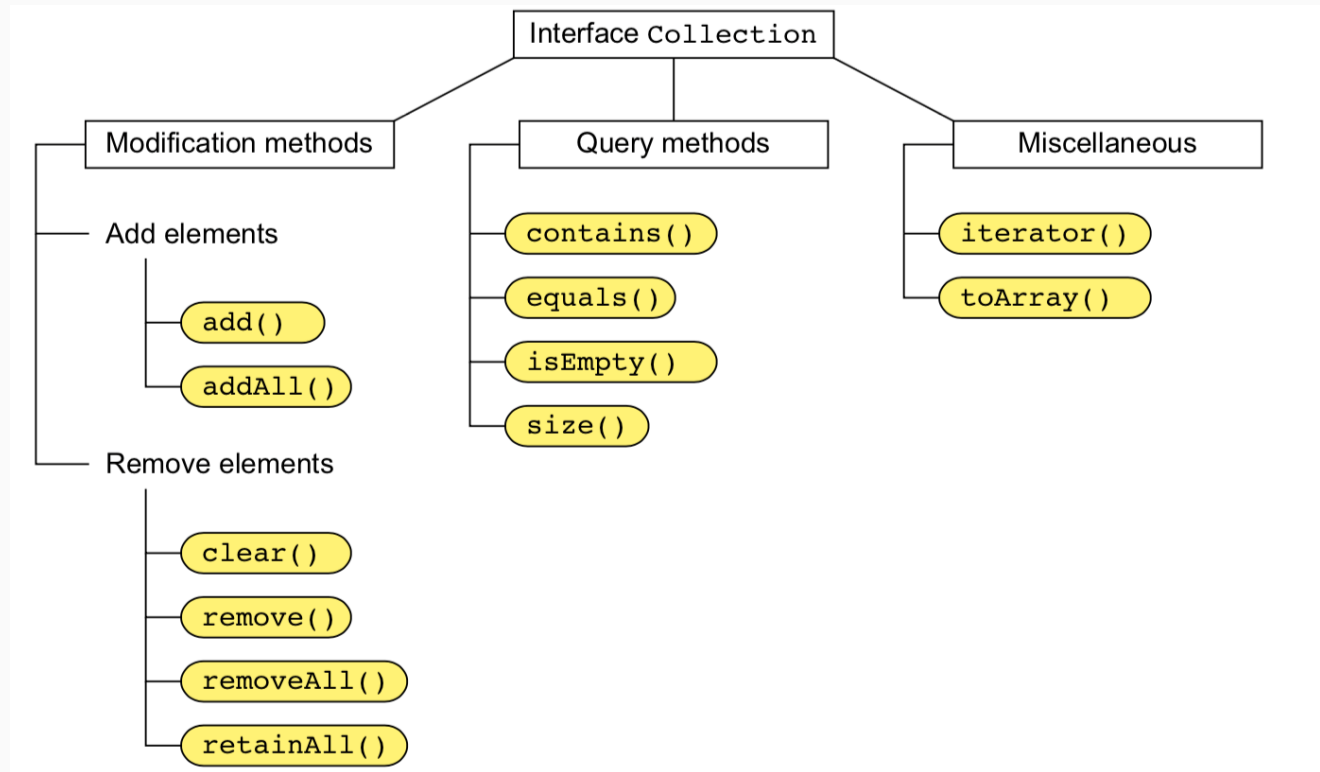 Interface Collection
Modification methods
Add elements
add()
addAll()
Remove elements
clear()
remove()
removeAll()
retainAll()
Query methods
contains()
equals()
isEmpty()
size()
Miscellaneous
iterator()
toArray()